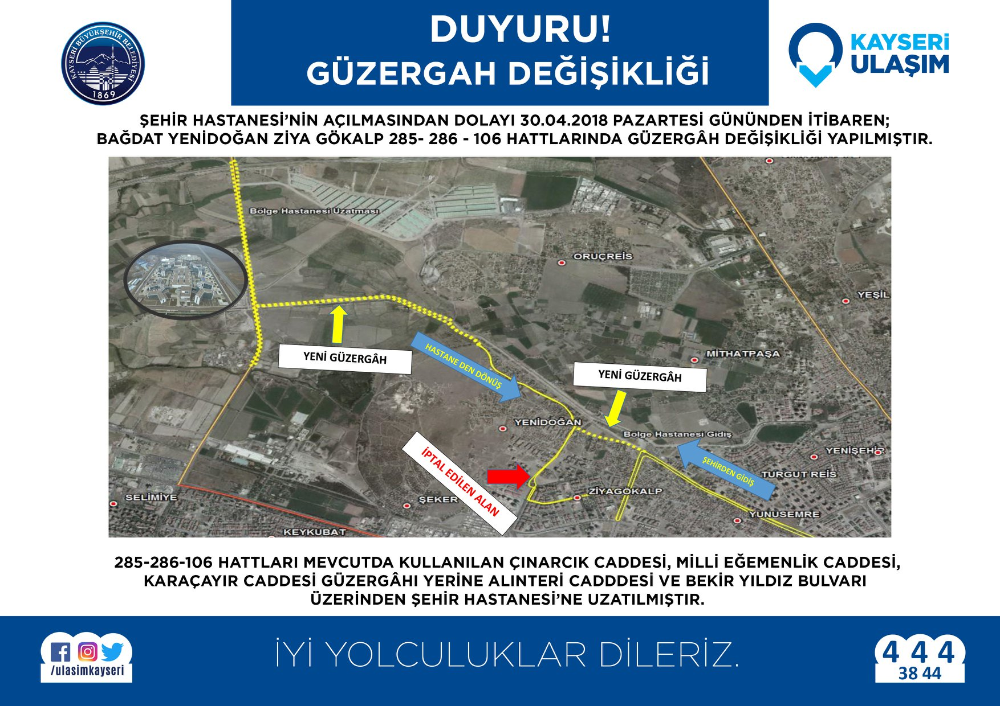 KAYSERİ BÜYÜKŞEHİR BELEDİYESİ
1869
DUYURU!
GÜZERGAH DEĞİŞİKLİĞİ
KAYSERİ
ULAŞIM
ŞEHİR HASTANESİ’NİN AÇILMASINDAN DOLAYI 30.04.2018 PAZARTESİ GÜNÜNDEN İTİBAREN;
BAĞDAT YENİDOĞAN ZİYA GÖKALP 285- 286 - 106 HATTLARINDA GÜZERGÂH DEĞİŞİKLİĞİ YAPILMIŞTIR.
Bölge Hastanesi Uzatması
ORUÇREİS
YEŞİL
YENİ GÜZERGÂH
HASTANE DEN DÖNÜŞ
MİTHATPAŞA
YENİ GÜZERGÂH
YENİDOĞAN
Bölge Hastanesi Gidiş
YENİŞEHİR
ŞEHİRDEN GİDİŞ
TURGUT REİS
İPTAL EDİLEN ALAN
ZİYAGÖKALP
SELİMİYE
ŞEKER
YUNUSEMRE
KEYKUBAT
285-286-106 HATTLARI MEVCUTDA KULLANILAN ÇINARCIK CADDESİ, MİLLİ EĞEMENLİK CADDESİ,
KARAÇAYIR CADDESİ GÜZERGÂHI YERİNE ALINTERİ CADDDESİ VE BEKİR YILDIZ BULVARI
ÜZERİNDEN ŞEHİR HASTANESİ’NE UZATILMIŞTIR.
/ulasimkayseri
İYİ YOLCULUKLAR DİLERİZ.
444
38 44